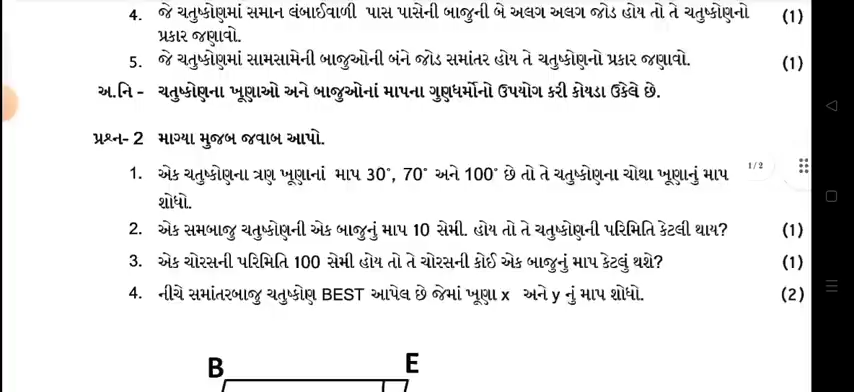 4. જે ચતુષ્કોણમાં સમાન લંબાઈવાળી પાસ પાસેની બાજુની બે અલગ અલગ જોડ હોય તો તે ચતુષ્કોણનો (1)
પ્રકાર જણાવો.
5. જે ચતુષ્કોણમાં સામસામેની બાજુઓની બંને જોડ સમાંતર હોય તે ચતુષ્કોણનો પ્રકાર જણાવો. (1)
અ.નિ - ચતુષ્કોણના ખૂણાઓ અને બાજુઓનાં માપના ગુણધર્મોનો ઉપયોગ કરી કોયડા ઉકેલે છે.
પ્રશ્ન- 2 માગ્યા મુજબ જવાબ આપો.
1. એક ચતુષ્કોણના ત્રણ ખૂણાનાં માપ 30°, 70° અને 100° છે તો તે ચતુષ્કોણના ચોથા ખૂણાનું માપ
1/2
શોધો.
2. એક સમબાજુ ચતુષ્કોણની એક બાજુનું માપ 10 સેમી. હોય તો તે ચતુષ્કોણની પરિમિતિ કેટલી થાય? (1)
3. એક ચોરસની પરિમિતિ 100 સેમી હોય તો તે ચોરસની કોઈ એક બાજુનું માપ કેટલું થશે? (1)
4. નીચે સમાંતરબાજુ ચતુષ્કોણ BEST આપેલ છે જેમાં ખૂણા x અને y નું માપ શોધો. (2)
B E